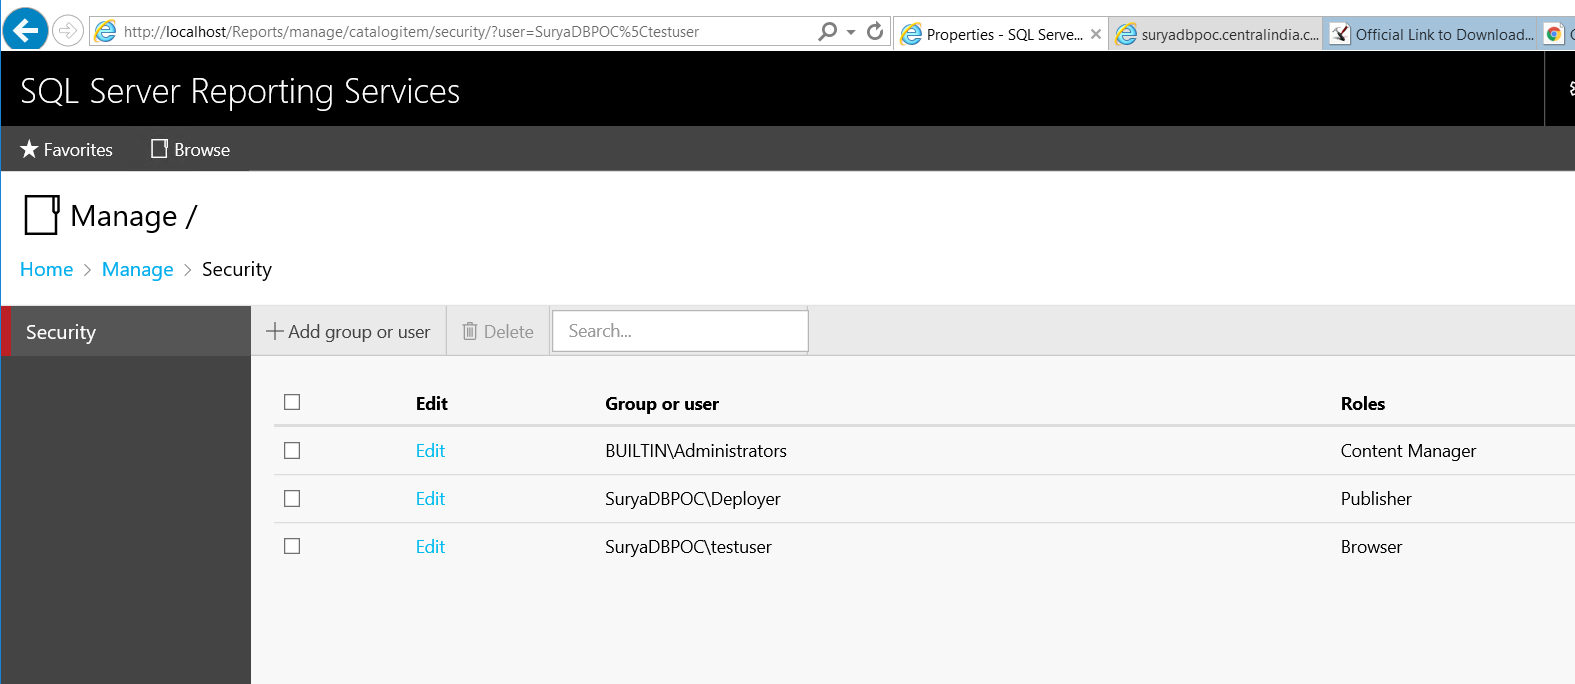 http://localhost/Reports/manage/catalogitem/security/?user=SuryaDBPOC%5Ctestuser
Properties - SQL Serve...
suryadbpoc.centralindia.c...
Official Link to Download...
SQL Server Reporting Services
Favorites
Browse
Manage /
Home > Manage > Security
Security
Add group or user
Delete
Search...
Edit Group or user Roles
Edit BUILTIN\Administrators Content Manager
Edit SuryaDBPOC\Deployer Publisher
Edit SuryaDBPOC\testuser Browser